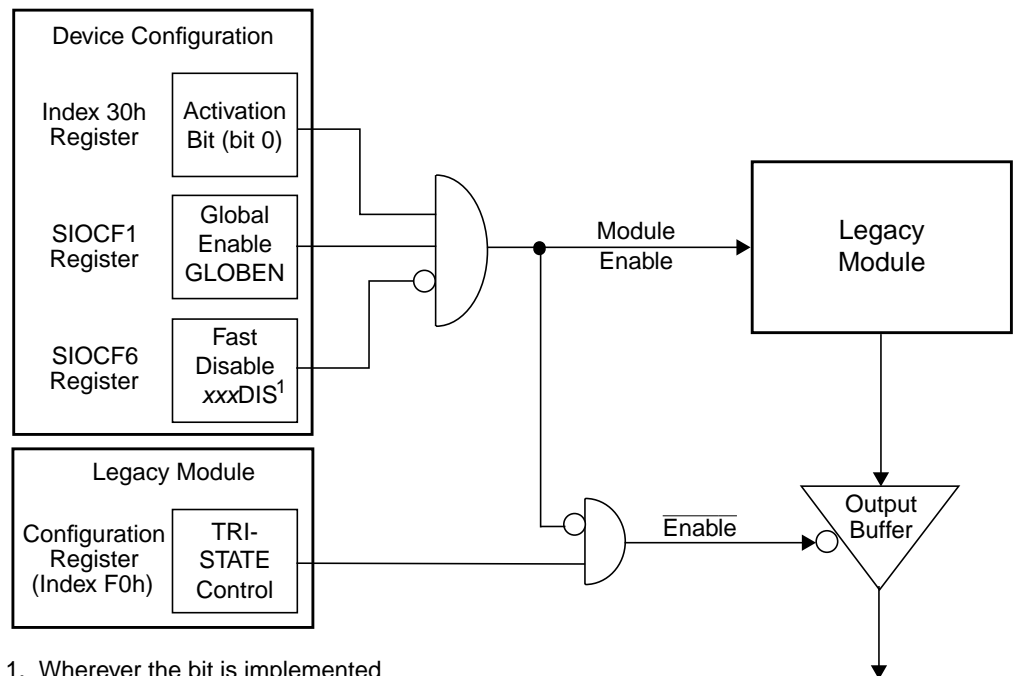 Device Configuration
Index 30h
Register
Activation
Bit (bit 0)
SIOCF1
Register
Global
Enable
GLOBEN
SIOCF6
Register
Fast
Disable
xxxDIS1
Module
Enable
Legacy
Module
Legacy Module
Configuration
Register
(Index F0h)
TRI-
STATE
Control
Enable
Output
Buffer
1. Wherever the bit is implemented